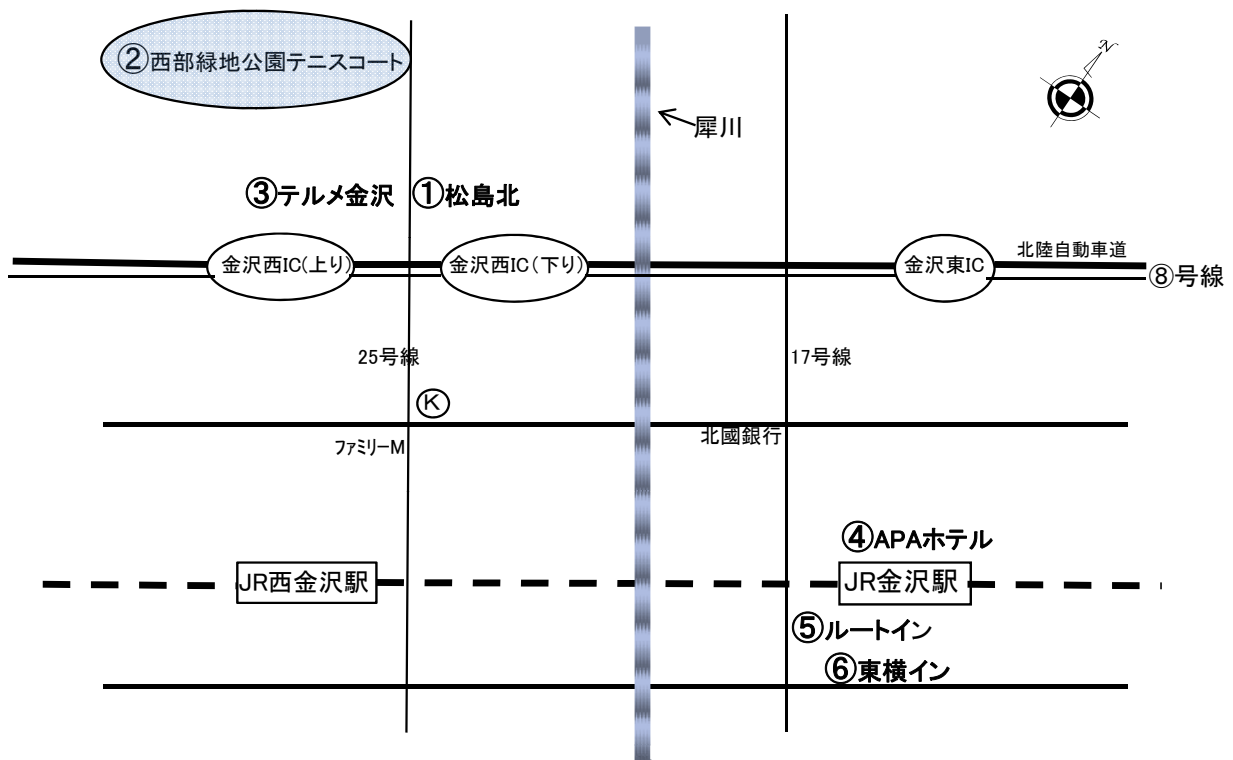 ②西部緑地公園テニスコート
N
犀川
③テルメ金沢
①松島北
金沢西IC(上り)
金沢西IC(下り)
金沢東IC
北陸自動車道
⑧号線
25号線
17号線
Ⓚ
ファミリーM
北國銀行
④APAホテル
JR西金沢駅
JR金沢駅
⑤ルートイン
⑥東横イン